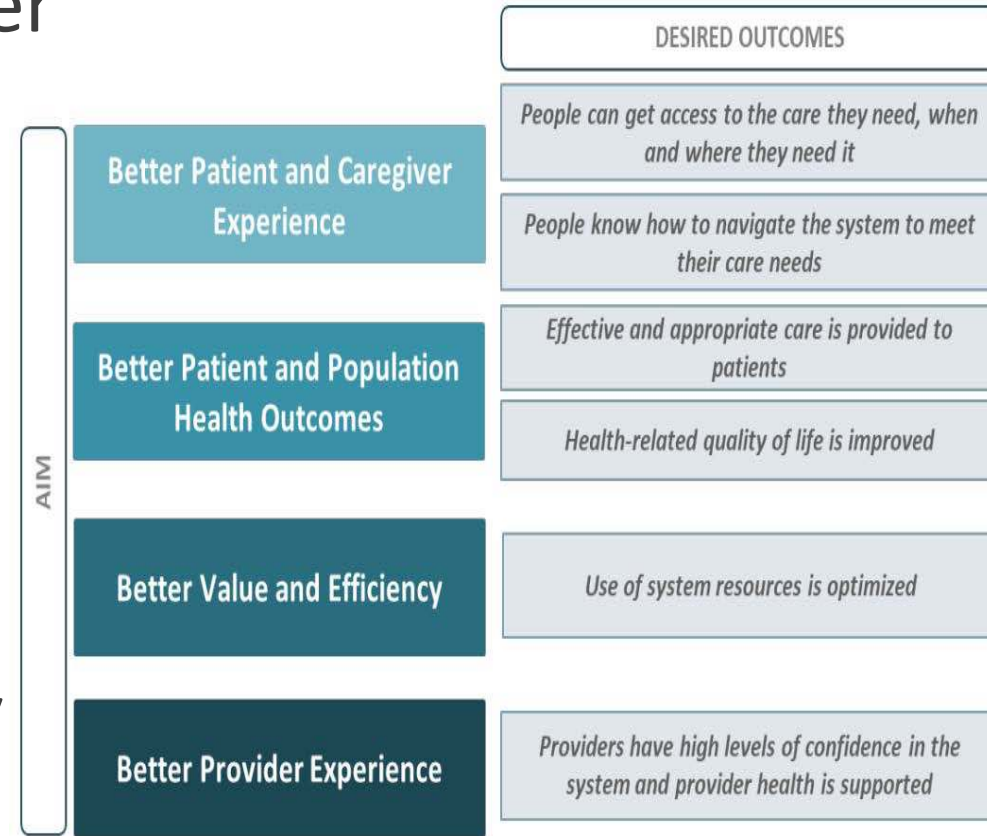 er
DESIRED OUTCOMES
AIM
Better Patient and Caregiver
Experience
People can get access to the care they need, when
and where they need it
People know how to navigate the system to meet
their care needs
Better Patient and Population
Health Outcomes
Effective and appropriate care is provided to
patients
Health-related quality of life is improved
Better Value and Efficiency
Use of system resources is optimized
Better Provider Experience
Providers have high levels of confidence in the
system and provider health is supported